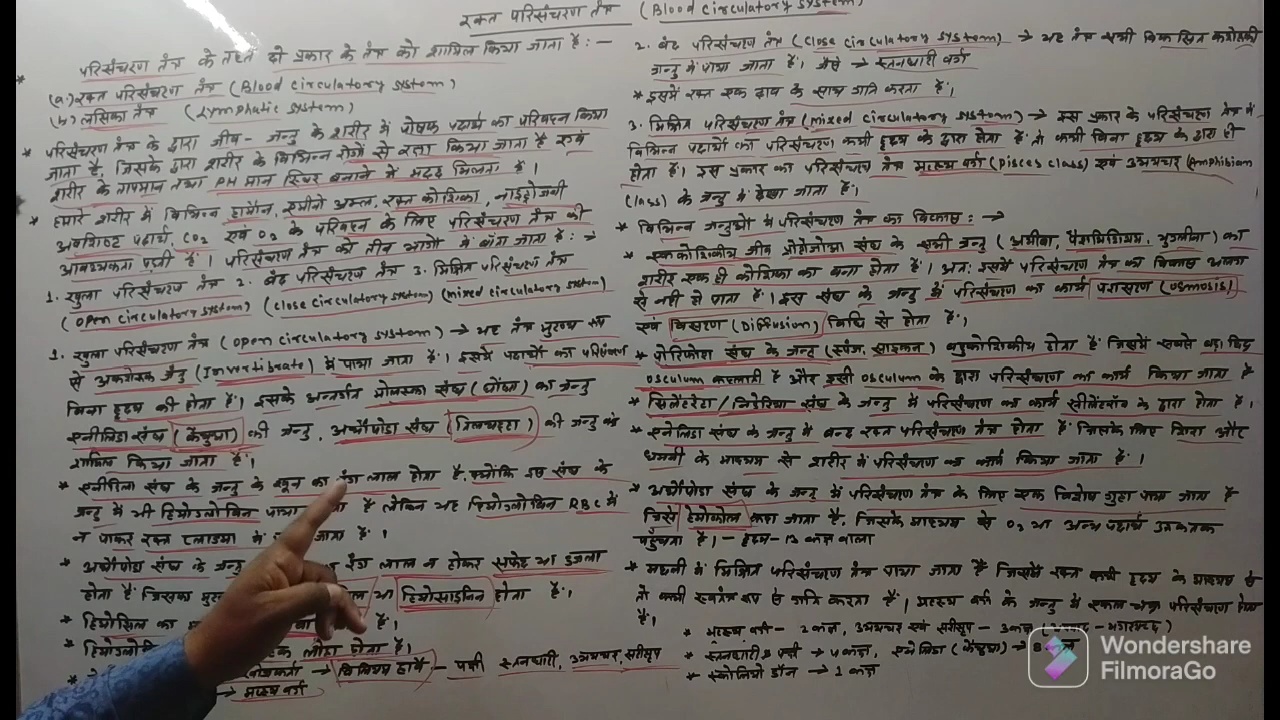 रक्त परिसंचरण तंत्र (Blood circulatory system)
परिसंचरण तंत्र के तहत दो प्रकार के तंत्र को शामिल किया जाता है:—
(a) रक्त परिसंचरण तंत्र (Blood circulatory system)
(b) लसिका तंत्र (Lymphatic system)
* परिसंचरण तंत्र के द्वारा जीव-जन्तु के शरीर में पोषक पदार्थ का परिवहन किया
जाता है, जिसके द्वारा शरीर के विभिन्न रोगों से रक्षा किया जाता है एवं
शरीर के तापमान तथा PH मान स्थिर बनाने में मदद मिलता है।
* हमारे शरीर में विभिन्न हार्मोन, एमीनो अम्ल, रक्त कोशिका, नाइट्रोजनी
अवशिष्ट पदार्थ, CO2 एवं O2 के परिवहन के लिए परिसंचरण तंत्र की
आवश्यकता पड़ती है। परिसंचरण तंत्र को तीन भागों में बांटा जाता है:→
1. खुला परिसंचरण तंत्र 2. बंद परिसंचरण तंत्र 3. मिश्रित परिसंचरण तंत्र
(open circulatory system) (close circulatory system) (mixed circulatory system)
1. खुला परिसंचरण तंत्र (open circulatory system) → यह तंत्र मुख्य रूप
से अकशेरुक जंतु (Invertibrate) में पाया जाता है। इसमें पदार्थों का परिवहन
बिना हृदय की होता है। इसके अन्तर्गत मोलस्का संघ (घोंघा) का जन्तु
एनीलिडा संघ (केंचुआ) की जन्तु, आर्थोपोडा संघ (तिलचट्टा) की जन्तु को
शामिल किया जाता है।
* एनीलिडा संघ के जन्तु के खून का रंग लाल होता है, क्योंकि इस संघ के
जन्तु में भी हिमोग्लोबिन पाया है लेकिन यह हिमोग्लोबिन RBC में
न पाकर रक्त प्लाज्मा में जाता है।
* आर्थोपोडा संघ के जन्तु रंग लाल न होकर सफेद या उजला
होता है जिसका या हिमोसाइनिन होता है।
* हिमोसिल का है।
* लोहा होता है।
→ विनिमय हार्ट — पक्षी स्तनधारी, उभयचर, सरीसृप
→ मत्स्य वर्ग
2. बंद परिसंचरण तंत्र (close circulatory system) → यह तंत्र सभी विकसित कशेरुकी
जन्तु में पाया जाता है। जैसे → स्तनधारी वर्ग
* इसमें रक्त एक दाब के साथ गति करता है।
3. मिश्रित परिसंचरण तंत्र (mixed circulatory system) → इस प्रकार के परिसंचरण तंत्र में
विभिन्न पदार्थों का परिसंचरण कभी हृदय के द्वारा होता है तो कभी बिना हृदय के द्वारा ही
होता है। इस प्रकार का परिसंचरण तंत्र मत्स्य वर्ग (Pisces class) एवं उभयचर (Amphibian
class) के जन्तु में देखा जाता है।
* विभिन्न जन्तुओं में परिसंचरण तंत्र का विकास: →
* एककोशिकीय जीव प्रोटोजोआ संघ के सभी जन्तु (अमीबा, पैरामिशियम, युग्लीना) का
शरीर एक ही कोशिका का बना होता है। अतः इसमें परिसंचरण तंत्र का विकास अलग
से नहीं हो पाता है। इस संघ के जन्तु में परिसंचरण का कार्य परासरण (osmosis)
एवं विसरण (Diffusion) विधि से होता है।
* पोरिफेरा संघ के जन्तु (स्पंज, साइकन) बहुकोशिकीय होता है जिसमें सबसे बड़ा छिद्र
osculum कहलाती है और इसी osculum के द्वारा परिसंचरण का कार्य किया जाता है
* सिलेंटरेटा/निडेरिया संघ के जन्तु में परिसंचरण का कार्य सीलेंटरॉन के द्वारा होता है।
* एनेलिडा संघ के जन्तु में बन्द रक्त परिसंचरण तंत्र होता है जिसके लिए शिरा और
धमनी के माध्यम से शरीर में परिसंचरण का कार्य किया जाता है।
* आर्थोपोडा संघ के जन्तु में परिसंचरण तंत्र के लिए एक विशेष गुहा पाया जाता है
जिसे हेमोकोल कहा जाता है, जिसके माध्यम से O2 या अन्य पदार्थ उतक तक
पहुँचता है। — हृदय - 13 कक्ष वाला
* मछली में मिश्रित परिसंचरण तंत्र पाया जाता है जिसमें रक्त कभी हृदय के माध्यम से
तो कभी स्वतंत्र रूप से गति करता है। मत्स्य वर्ग के जन्तु में एकल चक्र परिसंचरण होता
है।
* मत्स्य वर्ग — 2 कक्ष, उभयचर एवं सरीसृप — 3 कक्ष
* स्तनधारी व पक्षी → 4 कक्ष, एनेलिडा (केंचुआ) → 8 कक्ष
* → 2 कक्ष
Wondershare
FilmoraGo